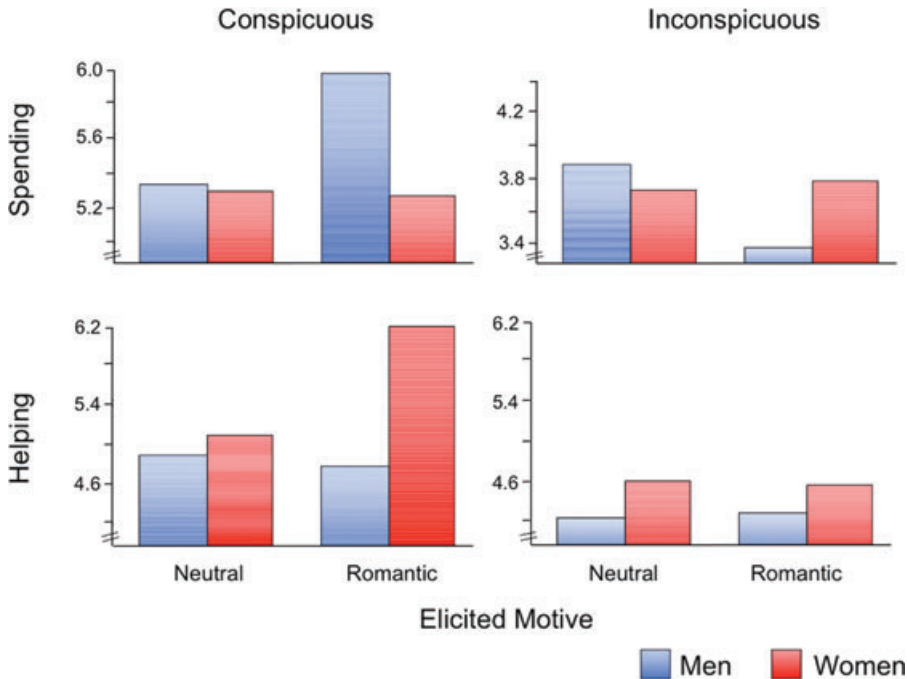 Conspicuous
Inconspicuous
Spending
6.0
5.6
5.2
4.2
3.8
3.4
Helping
6.2
5.4
4.6
6.2
5.4
4.6
Neutral
Romantic
Neutral
Romantic
Elicited Motive
Men
Women